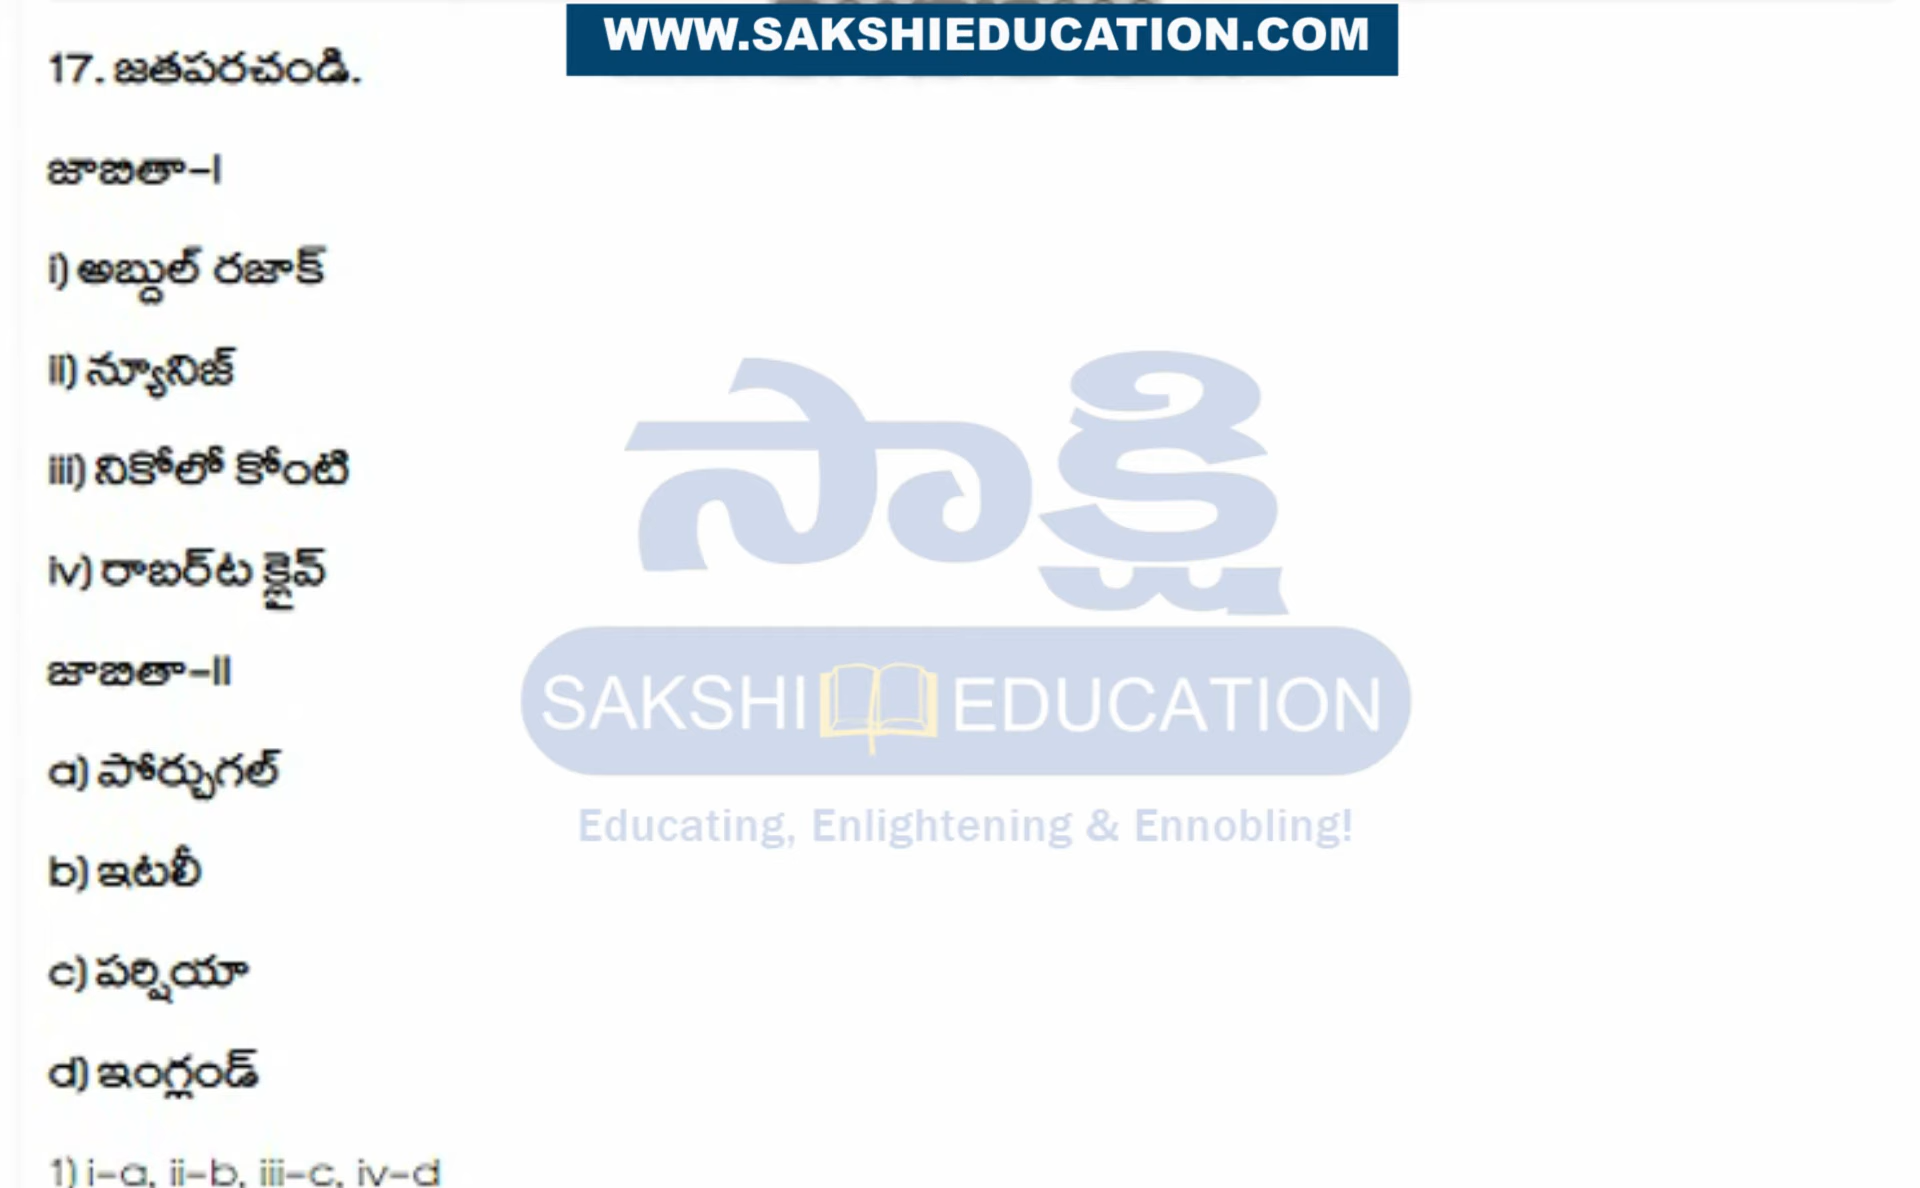 WWW.SAKSHIEDUCATION.COM
17. జతపరచండి.
జాబితా-I
i) అబ్దుల్ రజాక్
ii) న్యూనిజ్
iii) నికోలో కోంటి
iv) రాబర్‌ట క్లైవ్
జాబితా-II
a) పోర్చుగల్
b) ఇటలీ
c) పర్షియా
d) ఇంగ్లండ్
1) i-a, ii-b, iii-c, iv-d
సాక్షి
SAKSHI EDUCATION
Educating, Enlightening & Ennobling!